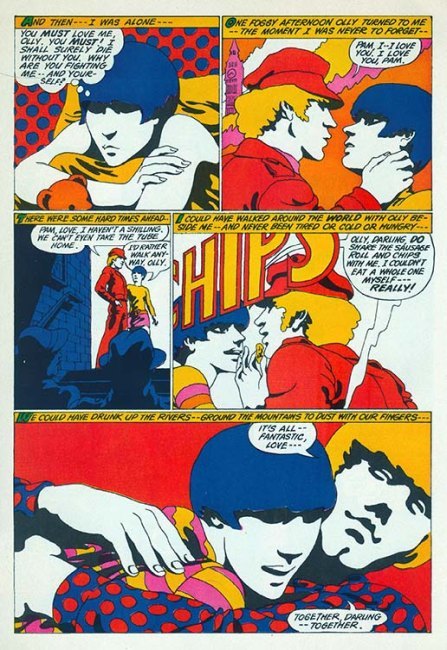 AND THEN---I WAS ALONE---
YOU MUST LOVE ME,
OLLY. YOU MUST! I
SHALL SURELY DIE
WITHOUT YOU. WHY
ARE YOU FIGHTING
ME--AND YOUR-
SELF?
ONE FOGGY AFTERNOON OLLY TURNED TO ME
--THE MOMENT I WAS NEVER TO FORGET--
PAM, I--I LOVE
YOU. I LOVE
YOU, PAM.
THERE WERE SOME HARD TIMES AHEAD--
PAM, LOVE, I HAVEN'T A SHILLING.
WE CAN'T EVEN TAKE THE TUBE
HOME.
I'D RATHER
WALK ANY-
WAY, OLLY.
I COULD HAVE WALKED AROUND THE WORLD WITH OLLY BE-
SIDE ME--AND NEVER BEEN TIRED OR COLD OR HUNGRY---
CHIPS
OLLY, DARLING DO
SHARE THE SAUSAGE
ROLL AND CHIPS
WITH ME, I COULDN'T
EAT A WHOLE ONE
MYSELF---
REALLY!
WE COULD HAVE DRUNK UP THE RIVERS--GROUND THE MOUNTAINS TO DUST WITH OUR FINGERS---
IT'S ALL--
FANTASTIC,
LOVE---
TOGETHER, DARLING
--TOGETHER.